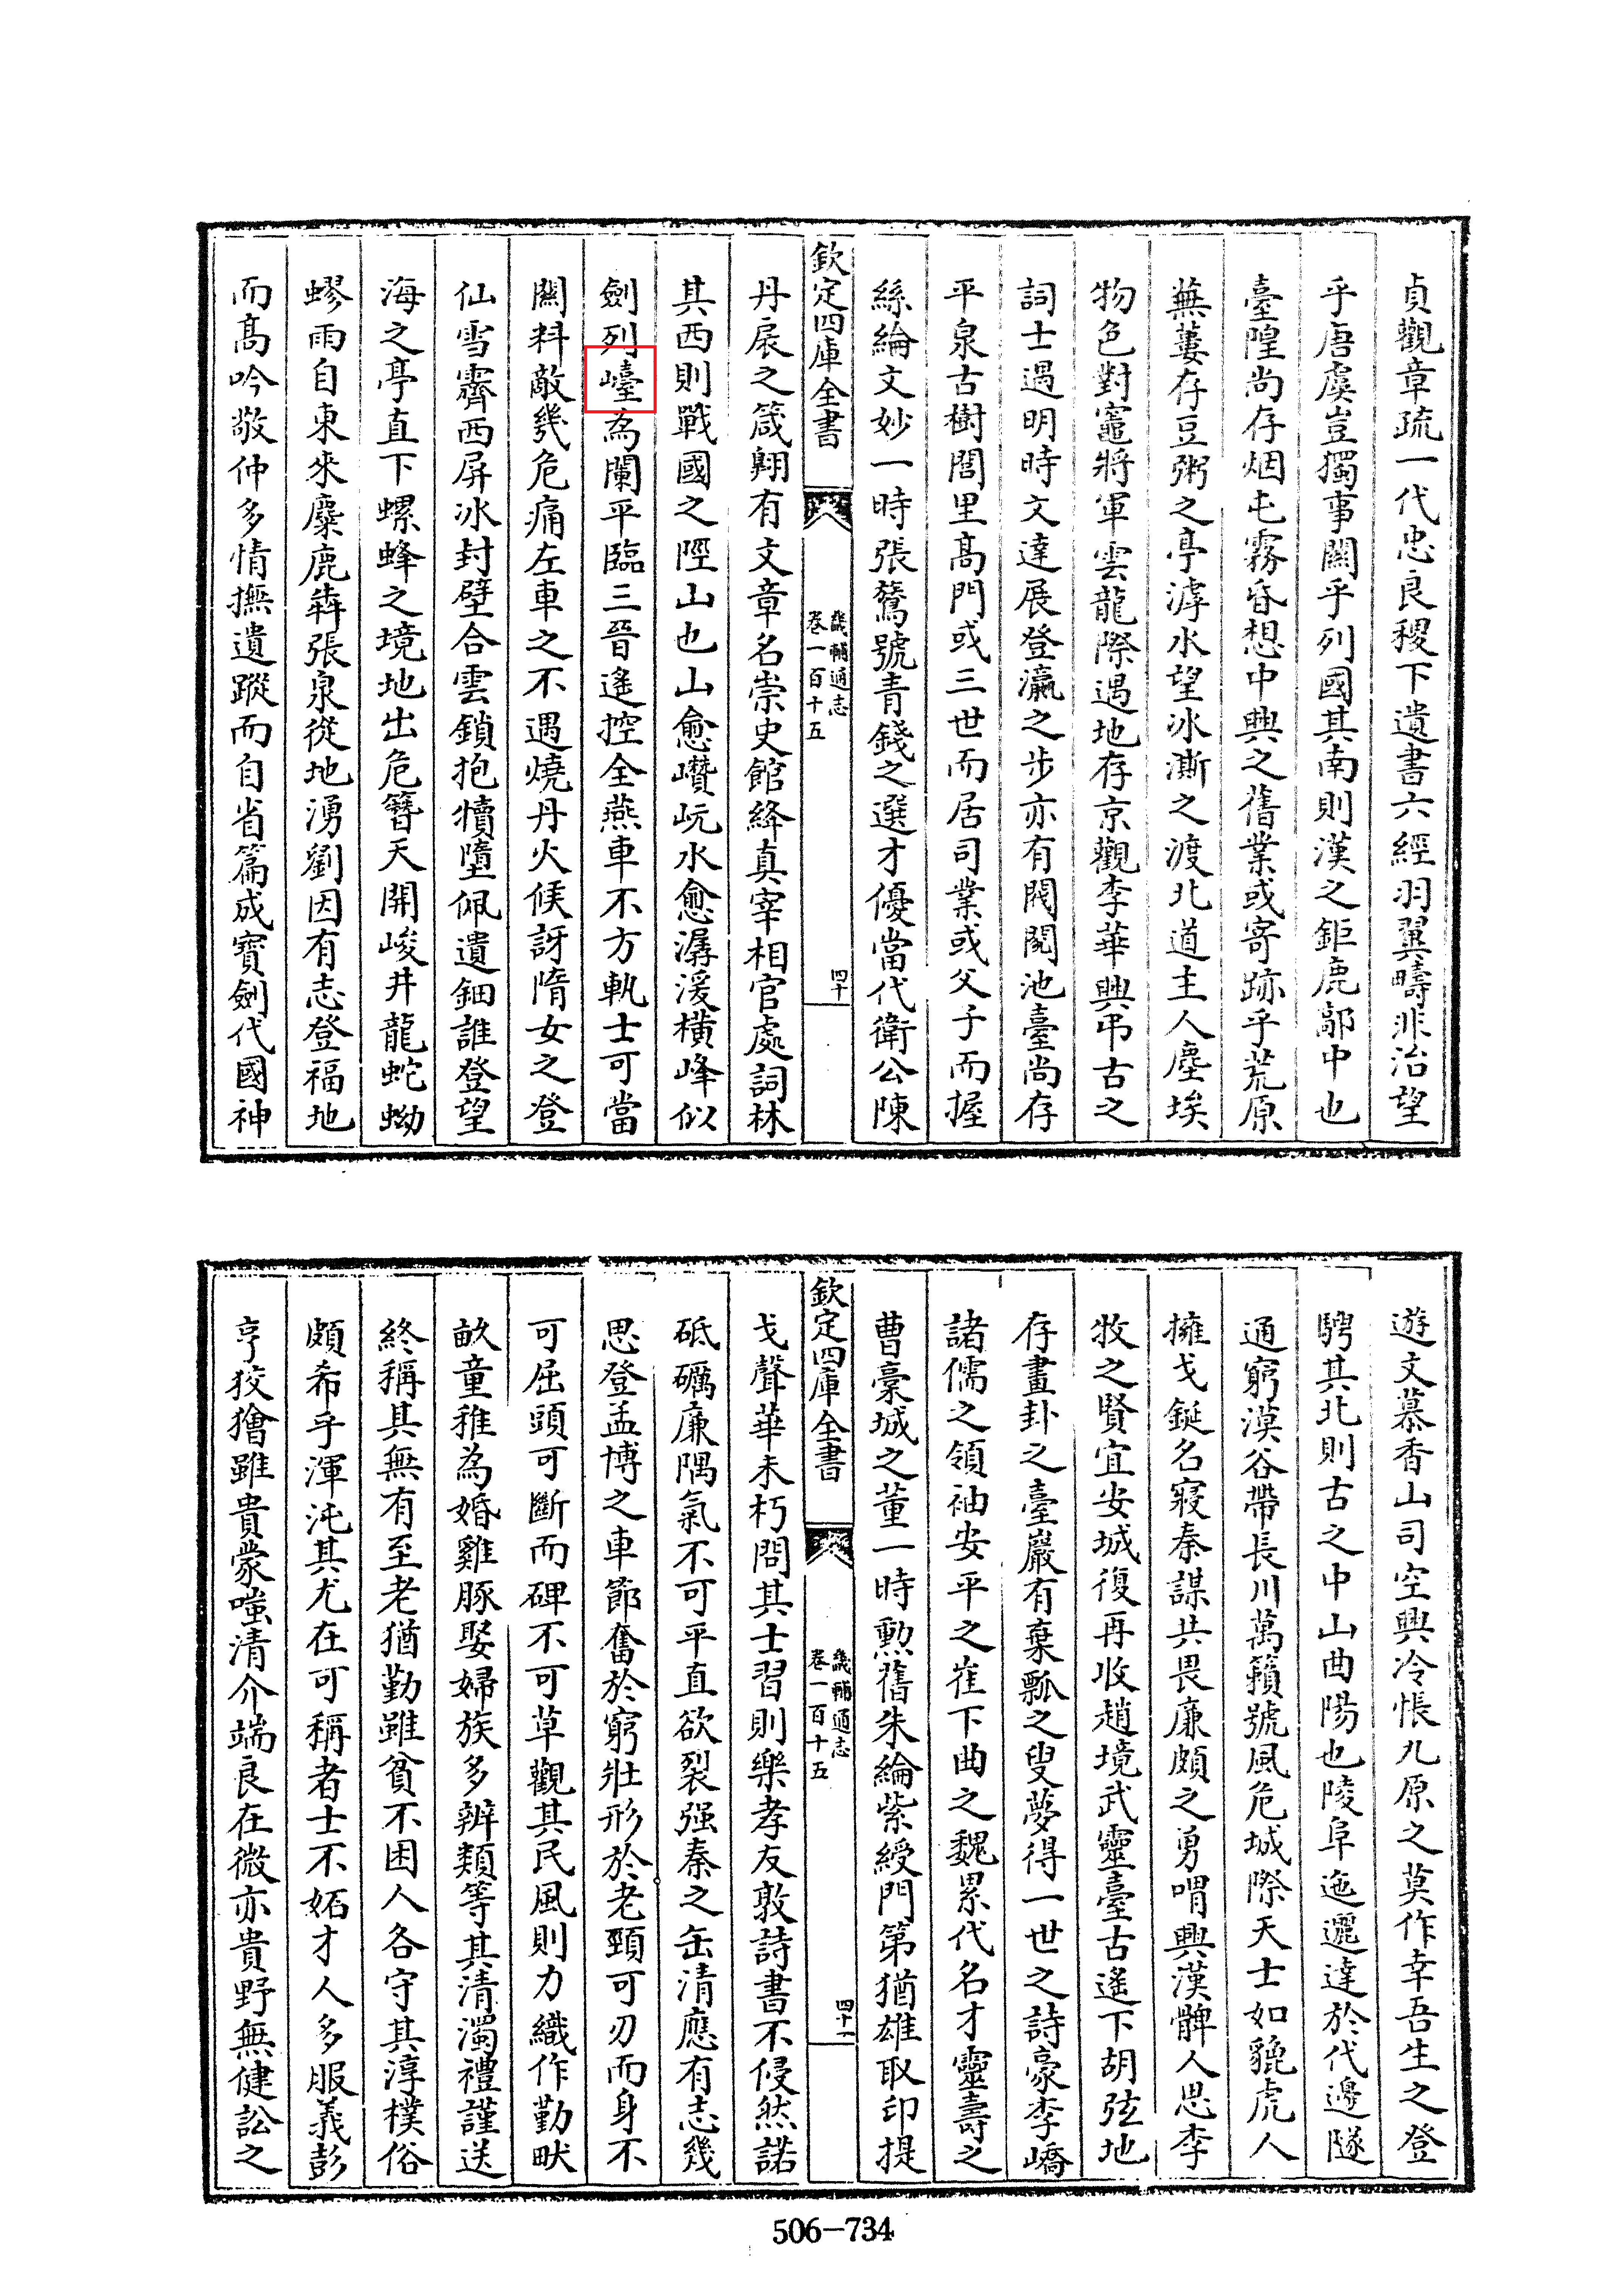 貞觀章疏一代忠良稷下遺書六經羽翼疇非治望
乎唐虞豈獨事闗乎列國其南則漢之鉅鹿鄗中也
臺隍尚存烟屯霧昏想中興之舊業或寄跡乎荒原
蕪蔞存豆粥之亭滹水望冰澌之渡北道主人塵埃
物色對竈將軍雲龍際遇地存京觀李華興弔古之
詞士遇明時文達展登瀛之步亦有閥閱池臺尚存
平泉古樹閭里髙門或三世而居司業或父子而握
絲綸文妙一時張鷟號青錢之選才優當代衛公陳
欽定四庫全書
畿輔通志
卷一百十五
四十
丹扆之箴翺有文章名崇史館絳真宰相官處詞林
其西則戰國之陘山也山愈巑岏水愈潺湲橫峰似
劍列為闌平臨三晉遙控全燕車不方軌士可當
闗料敵幾危痛左車之不遇燒丹火候訝隋女之登
仙雪霽西屏冰封壁合雲鎖抱犢墮佩遺鈿誰登望
海之亭直下螺蜂之境地出危簪天開峻井龍蛇蚴
蟉雨自東來麋鹿犇張泉從地湧劉因有志登福地
而髙吟敬仲多情撫遺蹤而自省篇成寳劍代國神
遊文慕香山司空興冷悵九原之莫作幸吾生之登
騁其北則古之中山曲陽也陵阜迤邐達於代邊隧
通窮漠谷帶長川萬籟號風危城際天士如貔虎人
擁戈鋋名寢秦謀共畏廉頗之勇喟興漢髀人思李
牧之賢宜安城復再收趙境武靈臺古遙下胡弦地
存畫卦之臺巖有棄瓢之叟夢得一世之詩豪李嶠
諸儒之領袖安平之崔下曲之魏累代名才靈壽之
曹豪城之董一時勲舊朱綸紫綬門第猶雄取印提
欽定四庫全書
畿輔通志
卷一百十五
四十一
戈聲華未朽問其士習則樂孝友敦詩書不侵然諾
砥礪廉隅氣不可平直欲裂强秦之缶清應有志幾
思登孟博之車節奮於窮壯形於老頸可刃而身不
可屈頭可斷而碑不可草觀其民風則力織作勤畎
畝童稚為婚雞豚娶婦族多辨類等其清濁禮謹送
終稱其無有至老猶勤雖貧不困人各守其淳樸俗
頗希乎渾沌其尤在可稱者士不妬才人多服義彭
亨狡獪雖貴蒙嗤清介端良在微亦貴野無健訟之
506-734